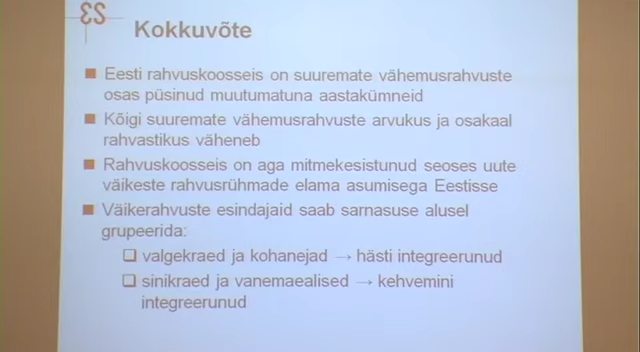 ES
Kokkuvõte
Eesti rahvuskoosseis on suuremate vähemusrahvuste
osas püsinud muutumatuna aastakümneid
Kõigi suuremate vähemusrahvuste arvukus ja osakaal
rahvastikus väheneb
Rahvuskoosseis on aga mitmekesistunud seoses uute
väikeste rahvusrühmade elama asumisega Eestisse
Väikerahvuste esindajaid saab sarnasuse alusel
grupeerida:
valgekraed ja kohanejad → hästi integreerunud
sinikraed ja vanemaealised → kehvemini
integreerunud